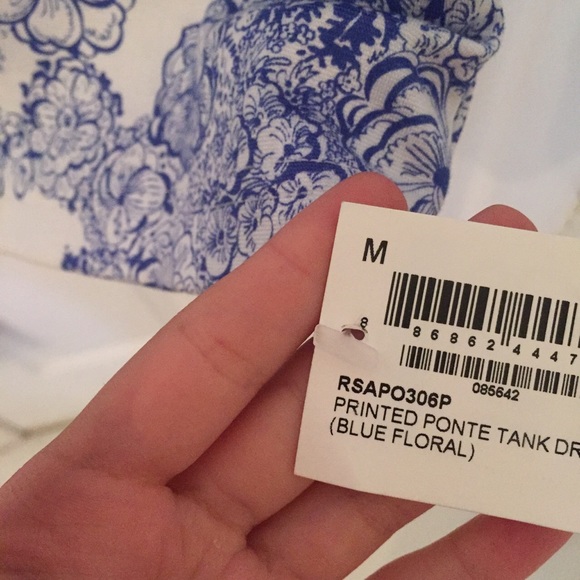 M
8 86862 4447
085642
RSAPO306P
PRINTED PONTE TANK DR
(BLUE FLORAL)